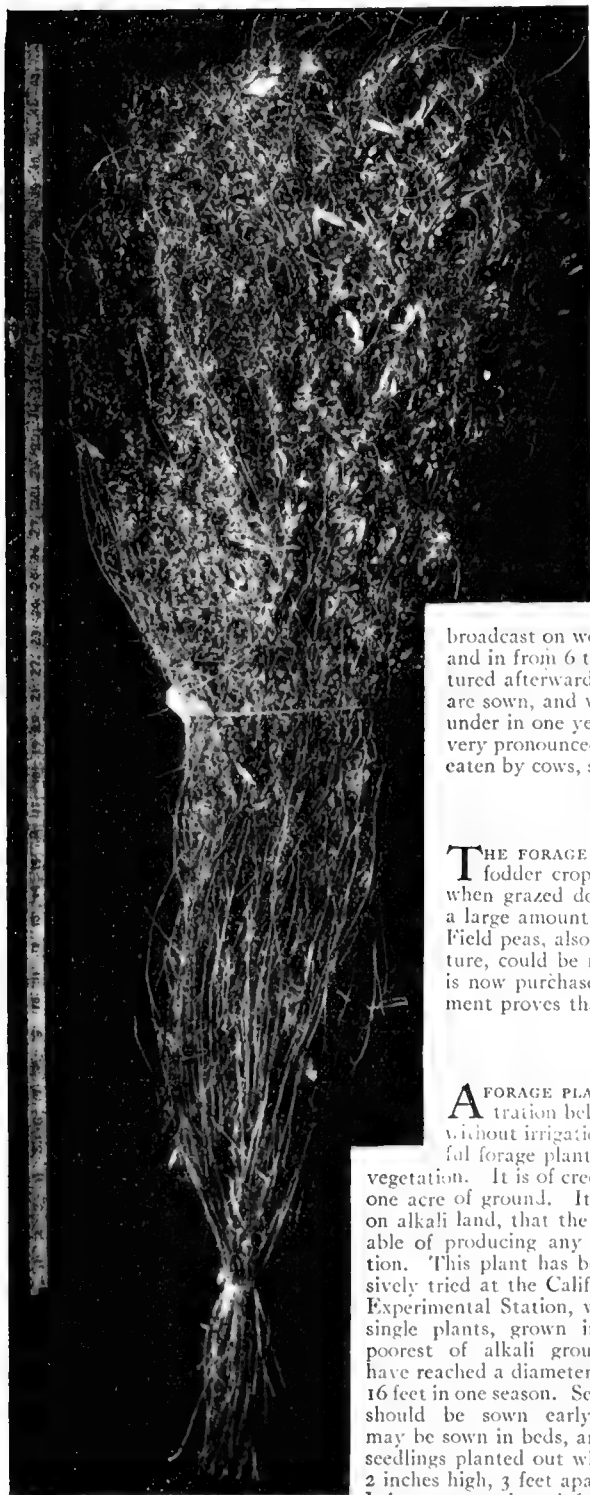 broadcast on we
and in from 6 t
tured afterward
are sown, and v
under in one ye
very pronounce
eaten by cows, s
THE FORAGE
fodder crop
when grazed do
a large amount
Field peas, also
ture, could be r
is now purchase
ment proves tha
A FORAGE PLA
tration bel
without irrigati
ful forage plant
vegetation. It is of cree
one acre of ground. It
on alkali land, that the
able of producing any
tion. This plant has b
sively tried at the Calif
Experimental Station, w
single plants, grown i
poorest of alkali grou
have reached a diameter
16 feet in one season. Se
should be sown early
may be sown in beds, a
seedlings planted out w
2 inches high, 3 feet apa